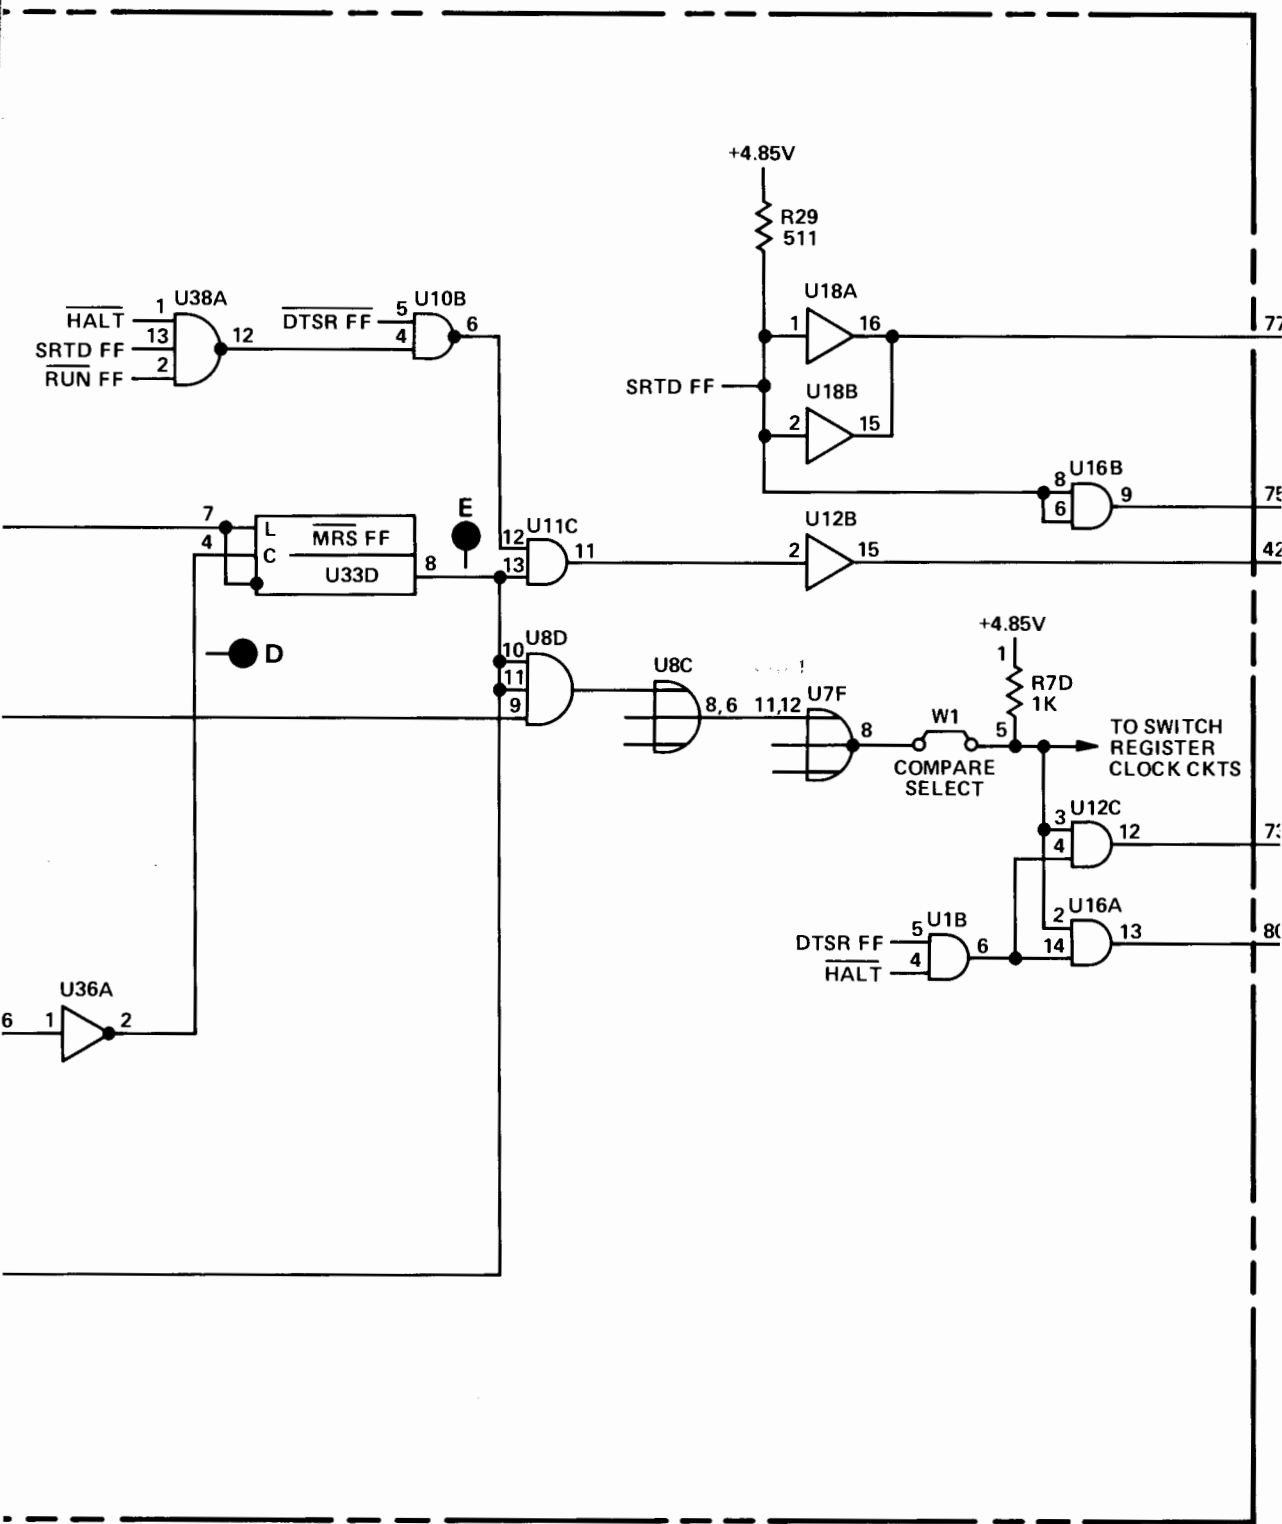 +4.85V
R29
511
U18A
1
16
77
HALT
1
U38A
13
12
SRTD FF
2
RUN FF
DTSR FF
5
U10B
4
6
SRTD FF
U18B
2
15
U16B
8
9
6
75
7
L
MRS FF
4
C
U33D
8
E
12
U11C
13
11
U12B
2
15
42
D
10
U8D
11
9
U8C
8,6
11,12
U7F
8
W1
COMPARE
SELECT
+4.85V
1
R7D
1K
5
TO SWITCH
REGISTER
CLOCK CKTS
U12C
3
12
4
73
U16A
2
13
14
80
DTSR FF
5
U1B
HALT
4
6
U36A
6
1
2